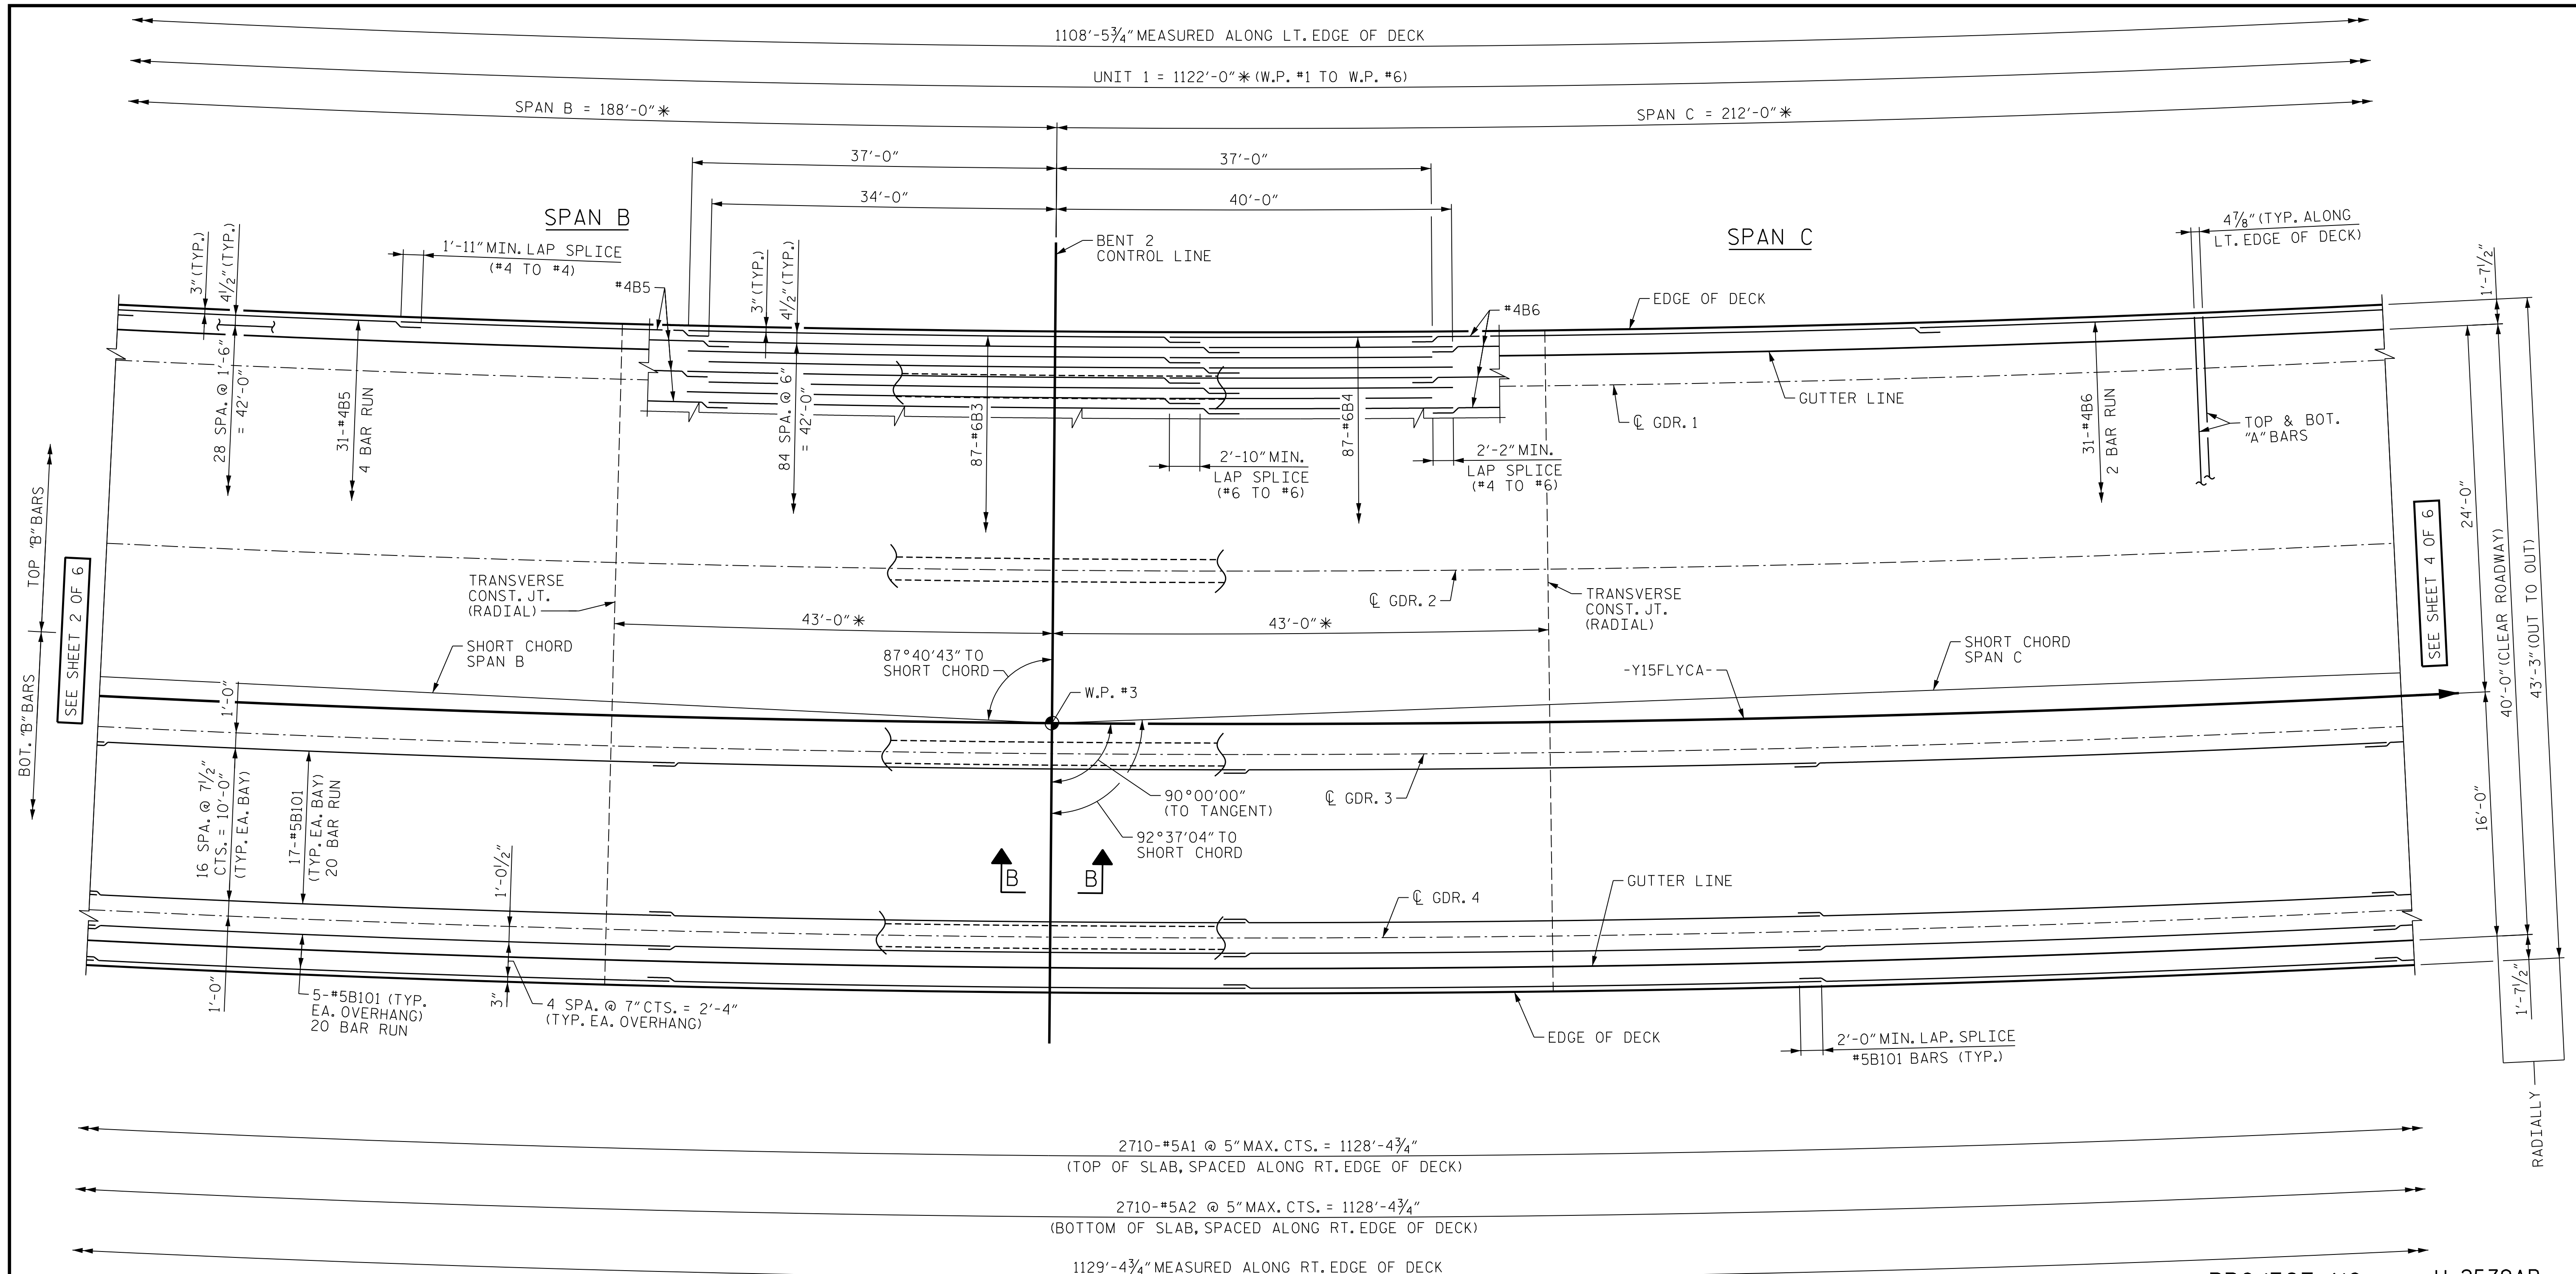 1108'-5¾" MEASURED ALONG LT. EDGE OF DECK
UNIT 1 = 1122'-0"✳ (W.P. #1 TO W.P. #6)
SPAN B = 188'-0"✳
SPAN C = 212'-0"✳
37'-0"
37'-0"
34'-0"
40'-0"
SPAN B
SPAN C
3" (TYP.)
4½" (TYP.)
1'-11" MIN. LAP SPLICE
(#4 TO #4)
#4B5
3" (TYP.)
4½" (TYP.)
BENT 2
CONTROL LINE
4⅞" (TYP. ALONG
LT. EDGE OF DECK)
1'-7½"
EDGE OF DECK
#4B6
28 SPA. @ 1'-6"
= 42'-0"
31-#4B5
4 BAR RUN
84 SPA. @ 6"
= 42'-0"
87-#6B3
87-#6B4
GUTTER LINE
℄ GDR. 1
31-#4B6
2 BAR RUN
TOP & BOT.
"A" BARS
2'-10" MIN.
LAP SPLICE
(#6 TO #6)
2'-2" MIN.
LAP SPLICE
(#4 TO #6)
TOP "B" BARS
BOT. "B" BARS
SEE SHEET 2 OF 6
SEE SHEET 4 OF 6
24'-0"
40'-0" (CLEAR ROADWAY)
43'-3" (OUT TO OUT)
TRANSVERSE
CONST. JT.
(RADIAL)
℄ GDR. 2
TRANSVERSE
CONST. JT.
(RADIAL)
43'-0"✳
43'-0"✳
SHORT CHORD
SPAN B
87°40'43" TO
SHORT CHORD
W.P. #3
-Y15FLYCA-
SHORT CHORD
SPAN C
1'-0"
16 SPA. @ 7½"
CTS. = 10'-0"
(TYP. EA. BAY)
17-#5B101
(TYP. EA. BAY)
20 BAR RUN
90°00'00"
(TO TANGENT)
℄ GDR. 3
92°37'04" TO
SHORT CHORD
16'-0"
1'-0½"
B
B
GUTTER LINE
℄ GDR. 4
1'-0"
5-#5B101 (TYP.
EA. OVERHANG)
20 BAR RUN
3"
4 SPA. @ 7" CTS. = 2'-4"
(TYP. EA. OVERHANG)
EDGE OF DECK
2'-0" MIN. LAP. SPLICE
#5B101 BARS (TYP.)
1'-7½"
RADIALLY
2710-#5A1 @ 5" MAX. CTS. = 1128'-4¾"
(TOP OF SLAB, SPACED ALONG RT. EDGE OF DECK)
2710-#5A2 @ 5" MAX. CTS. = 1128'-4¾"
(BOTTOM OF SLAB, SPACED ALONG RT. EDGE OF DECK)
1129'-4¾" MEASURED ALONG RT. EDGE OF DECK